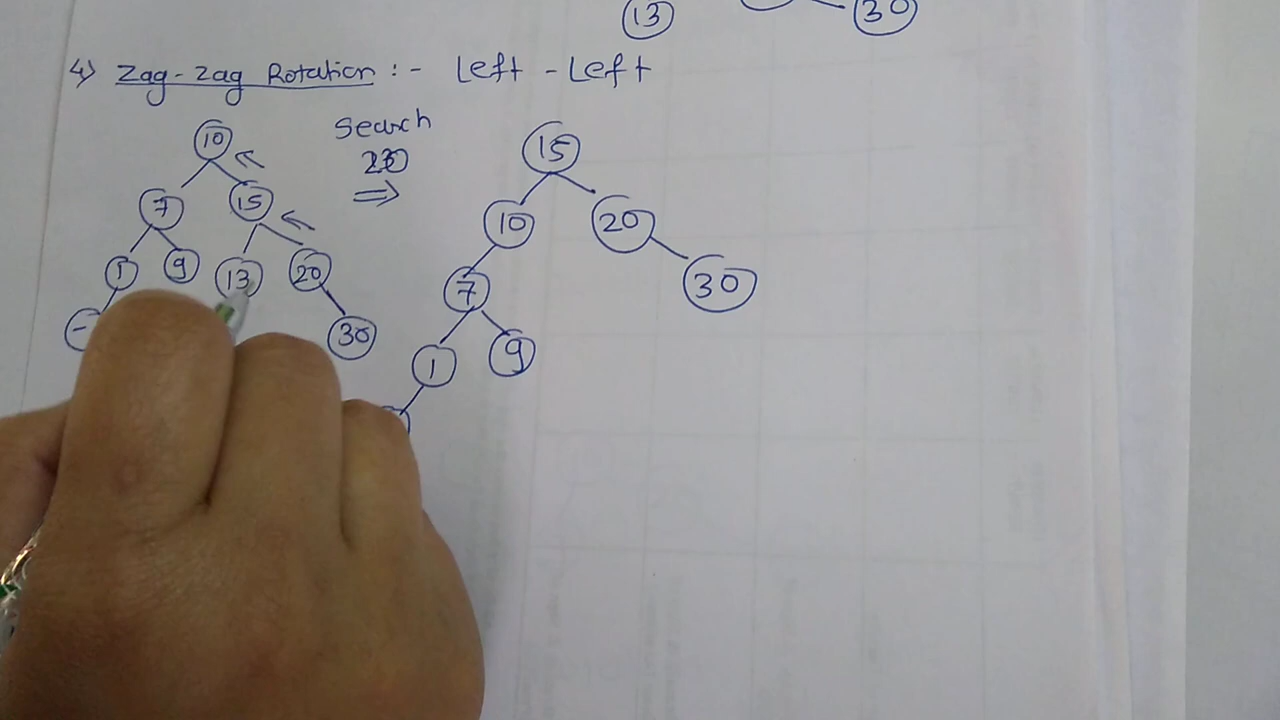 13 30
4) Zag-Zag Rotation :- Left - Left
Search
10 20 15
7 15 10 20
1 9 13 20 7 30
30 1 9